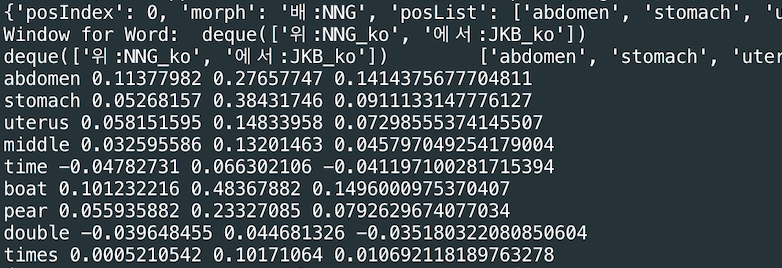 {'posIndex': 0, 'morph': '배:NNG', 'posList': ['abdomen', 'stomach', 'u
Window for Word:  deque(['위:NNG_ko', '에서:JKB_ko'])
deque(['위:NNG_ko', '에서:JKB_ko'])        ['abdomen', 'stomach', 'uter
abdomen 0.11377982 0.27657747 0.1414375677704811
stomach 0.05268157 0.38431746 0.0911133147776127
uterus 0.058151595 0.14833958 0.07298555374145507
middle 0.032595586 0.13201463 0.045797049254179004
time -0.04782731 0.066302106 -0.041197100281715394
boat 0.101232216 0.48367882 0.1496000975370407
pear 0.055935882 0.23327085 0.0792629674077034
double -0.039648455 0.044681326 -0.035180322080850604
times 0.0005210542 0.10171064 0.010692118189763278